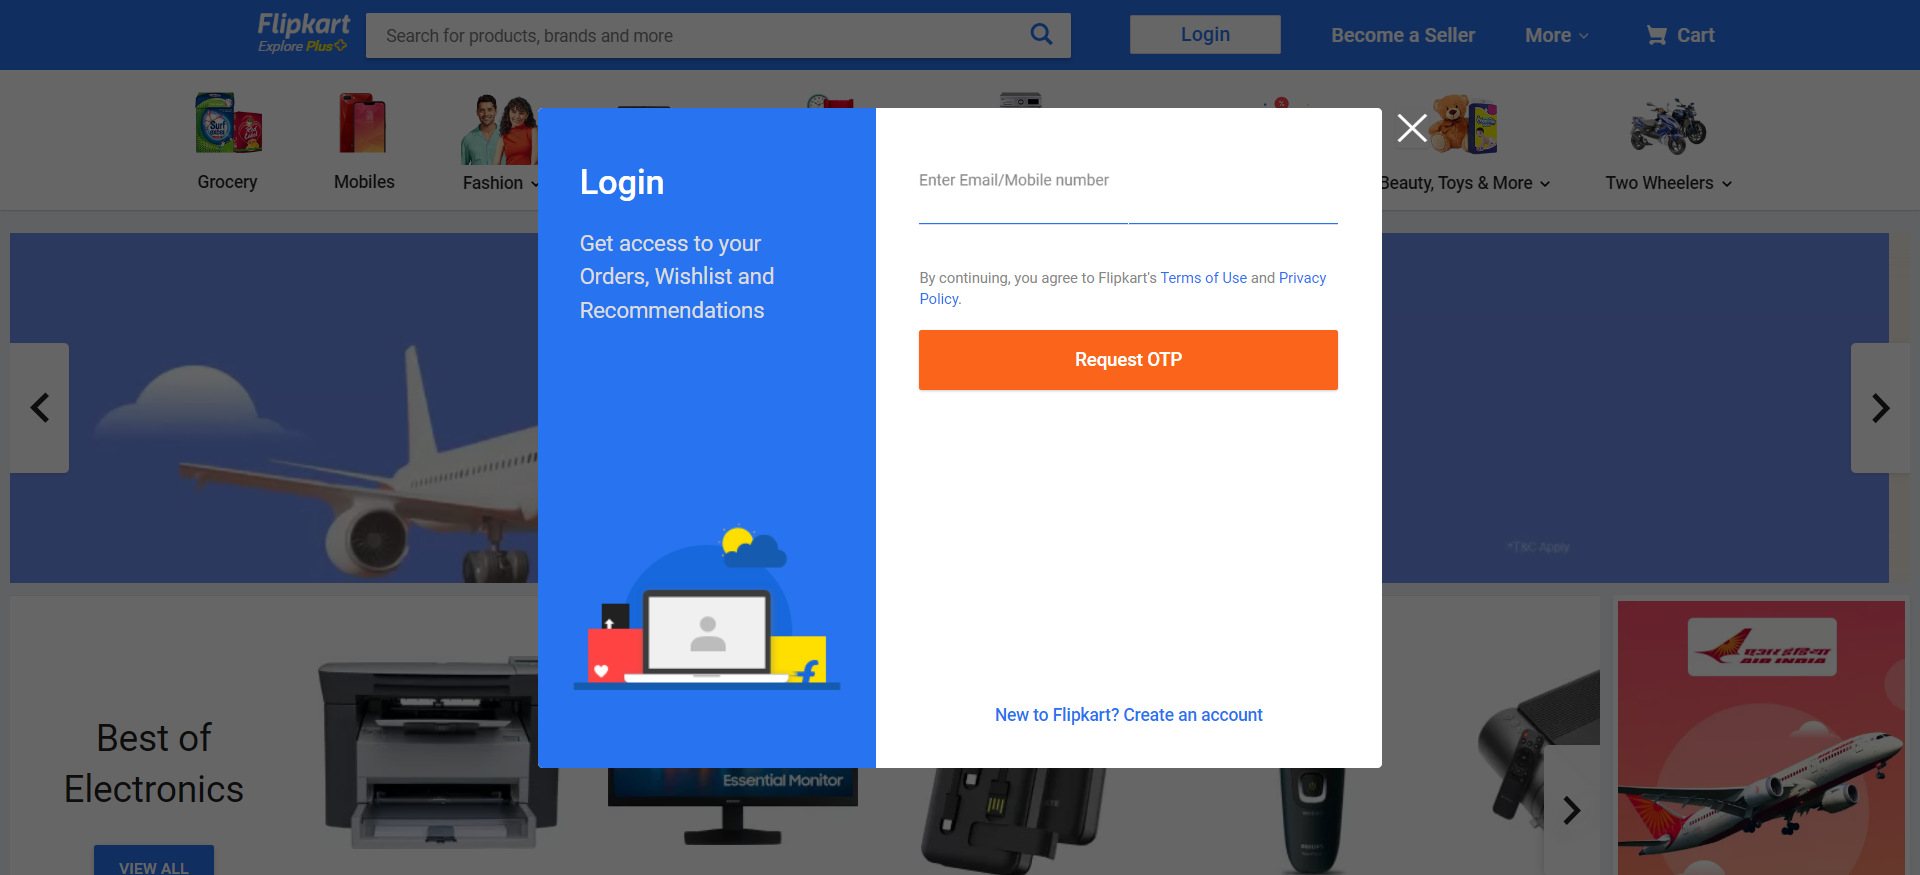 Flipkart
Explore Plus
Search for products, brands and more
Login
Become a Seller
More
Cart
Grocery
Mobiles
Fashion
Beauty, Toys & More
Two Wheelers
Login
Get access to your
Orders, Wishlist and
Recommendations
Enter Email/Mobile number
By continuing, you agree to Flipkart's Terms of Use and Privacy
Policy.
Request OTP
New to Flipkart? Create an account
*T&C Apply
एअर इंडिया
AIR INDIA
Best of
Electronics
VIEW ALL
Essential Monitor
PHILIPS